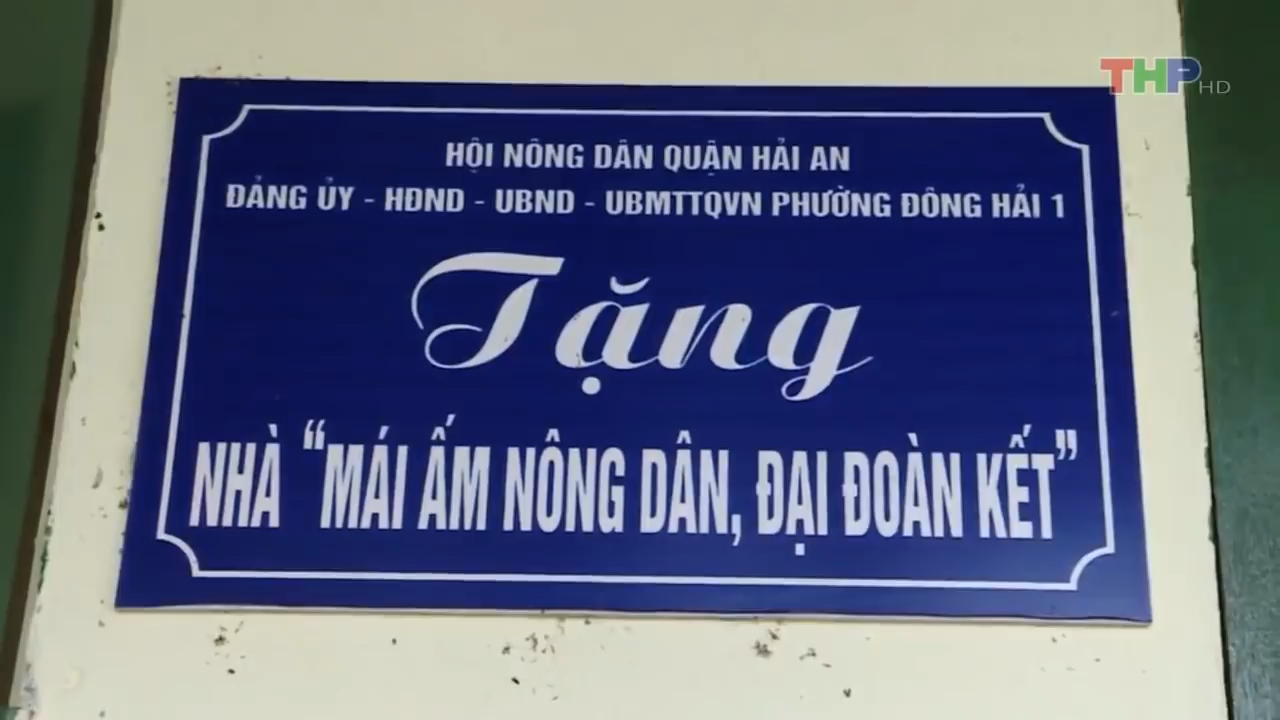 THP HD
HỘI NÔNG DÂN QUẬN HẢI AN
ĐẢNG ỦY - HĐND - UBND - UBMTTQVN PHƯỜNG ĐÔNG HẢI 1
Tặng
NHÀ “MÁI ẤM NÔNG DÂN, ĐẠI ĐOÀN KẾT”